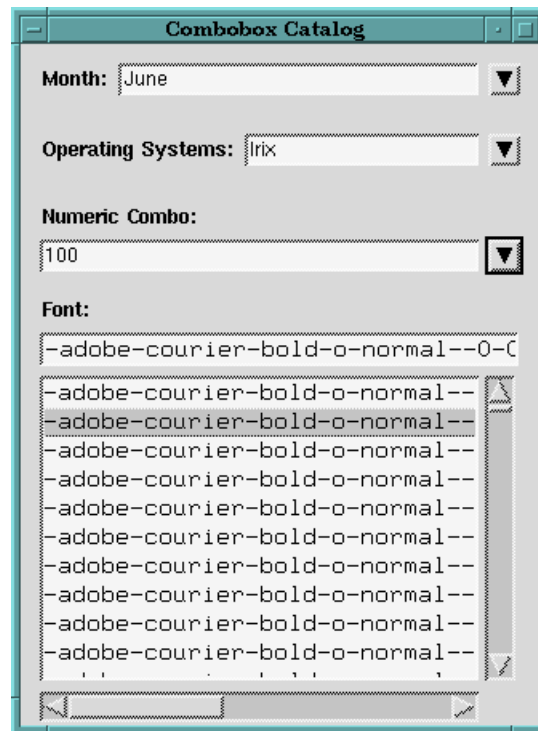 Combobox Catalog
Month: June
Operating Systems: Irix
Numeric Combo:
100
Font:
-adobe-courier-bold-o-normal--0-
-adobe-courier-bold-o-normal--
-adobe-courier-bold-o-normal--
-adobe-courier-bold-o-normal--
-adobe-courier-bold-o-normal--
-adobe-courier-bold-o-normal--
-adobe-courier-bold-o-normal--
-adobe-courier-bold-o-normal--
-adobe-courier-bold-o-normal--
-adobe-courier-bold-o-normal--
-adobe-courier-bold-o-normal--